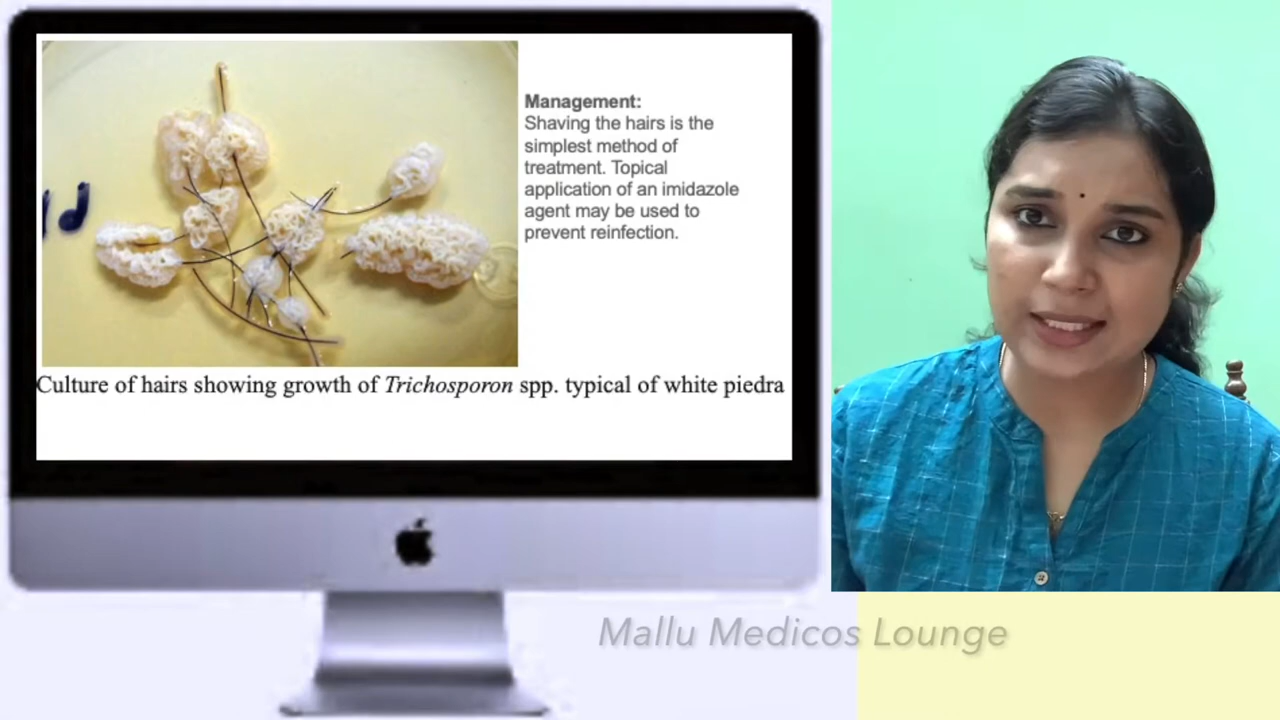 Management:
Shaving the hairs is the
simplest method of
treatment. Topical
application of an imidazole
agent may be used to
prevent reinfection.
Culture of hairs showing growth of Trichosporon spp. typical of white piedra
Mallu Medicos Lounge